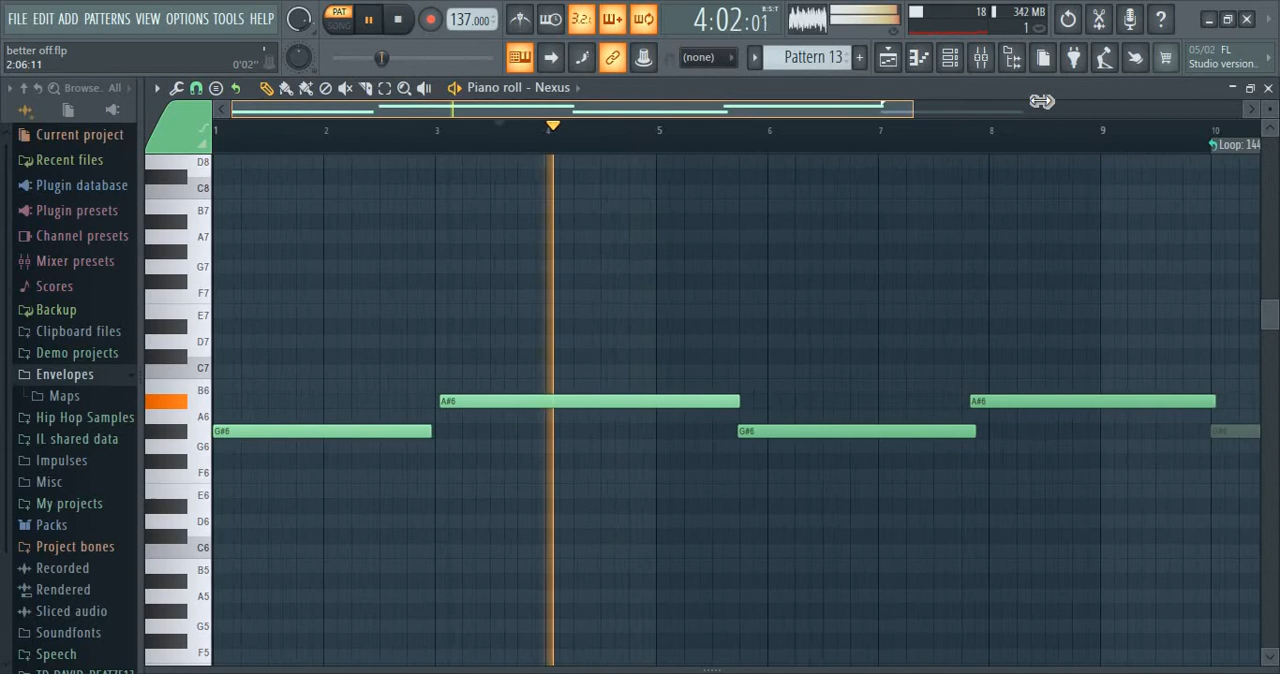 FILE EDIT ADD PATTERNS VIEW OPTIONS TOOLS HELP
PAT
SONG
137.000
3.2
4:02:01
B:S:T
18
342 MB
1
better off.flp
2:06:11
0'02"
(none)
Pattern 13
05/02 FL
Studio version..
Browse.. All
Piano roll - Nexus
Current project
Recent files
Plugin database
Plugin presets
Channel presets
Mixer presets
Scores
Backup
Clipboard files
Demo projects
Envelopes
Maps
Hip Hop Samples
IL shared data
Impulses
Misc
My projects
Packs
Project bones
Recorded
Rendered
Sliced audio
Soundfonts
Speech
1 2 3 4 5 6 7 8 9 10
Loop: 144
D8
C8
B7
A7
G7
F7
E7
D7
C7
B6
A#6 A#6
A6
G#6 G#6 G#6
G6
F6
E6
D6
C6
B5
A5
G5
F5